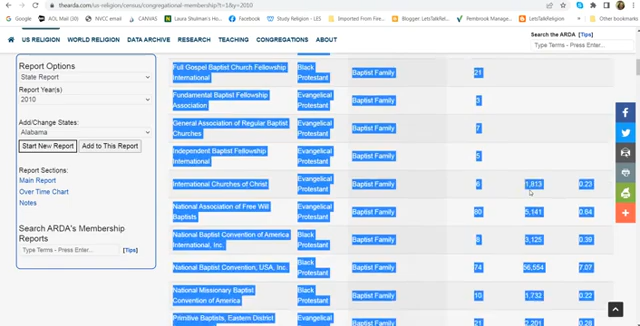 thearda.com/us-religion/census/congregational-membership?t=1&y=2010
Apps
AOL Mail (30)
NVCC email
CANVAS
Laura Shulman's Ho...
Facebook
Study Religion
Imported From Fire...
Blogger: LetsTalkRel...
Pembrook Manage...
LetsTalkReligion
Other bookmarks
US RELIGION WORLD RELIGION DATA ARCHIVE RESEARCH TEACHING CONGREGATIONS ABOUT
Search the ARDA [Tips]
Type Terms - Press Enter...
Report Options
State Report
Report Year(s)
2010
Add/Change States:
Alabama
Start New Report Add to This Report
Report Sections:
Main Report
Over Time Chart
Notes
Search ARDA's Membership
Reports
Type Terms - Press Enter... [Tips]
Full Gospel Baptist Church Fellowship International Black Protestant Baptist Family 21
Fundamental Baptist Fellowship Association Evangelical Protestant Baptist Family 3
General Association of Regular Baptist Churches Evangelical Protestant Baptist Family 7
Independent Baptist Fellowship International Evangelical Protestant Baptist Family 5
International Churches of Christ Evangelical Protestant Baptist Family 6 1,813 0.23
National Association of Free Will Baptists Evangelical Protestant Baptist Family 80 5,141 0.64
National Baptist Convention of America International, Inc. Black Protestant Baptist Family 8 3,125 0.39
National Baptist Convention, USA, Inc. Black Protestant Baptist Family 74 56,554 7.07
National Missionary Baptist Convention of America Black Protestant Baptist Family 10 1,732 0.22
Primitive Baptists, Eastern District Evangelical Baptist Family 21 2,201 0.28